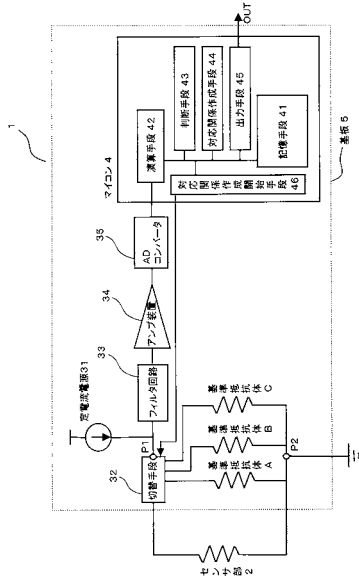 1
マイコン 4
演算手段 42
判断手段 43
対応関係作成手段 44
出力手段 45
OUT
記憶手段 41
対応関係作成開始手段 46
基板 5
35
AD
コンバータ
34
アンプ装置
33
フィルタ回路
定電流電源31
P1
32
切替手段
基準抵抗体 A
基準抵抗体 B
基準抵抗体 C
P2
センサ部 2